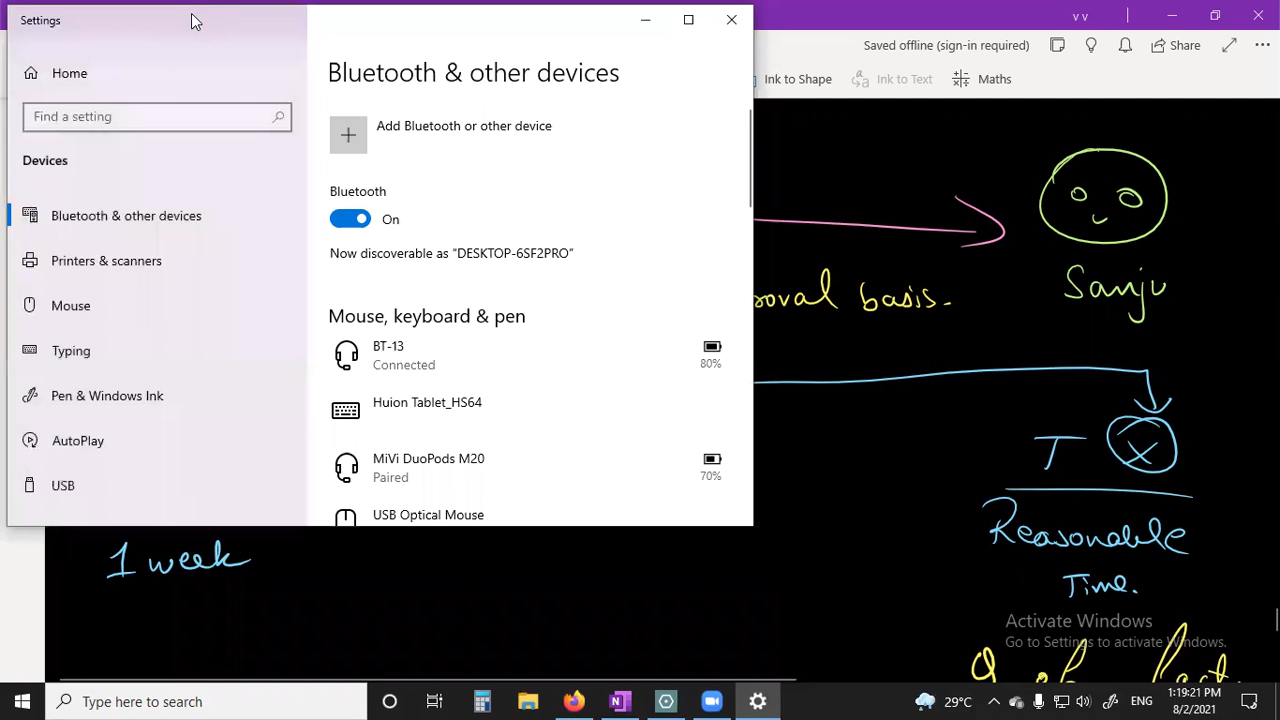 Settings
Home
Find a setting
Devices
Bluetooth & other devices
Printers & scanners
Mouse
Typing
Pen & Windows Ink
AutoPlay
USB
Bluetooth & other devices
Add Bluetooth or other device
Bluetooth
On
Now discoverable as "DESKTOP-6SF2PRO"
Mouse, keyboard & pen
BT-13
Connected
80%
Huion Tablet_HS64
MiVi DuoPods M20
Paired
70%
USB Optical Mouse
v v
Saved offline (sign-in required)
Share
Ink to Shape
Ink to Text
Maths
Sanju
roval basis.
T X
Reasonable
Time.
1 week
Activate Windows
Go to Settings to activate Windows.
Type here to search
29°C
ENG
1:19:21 PM
8/2/2021